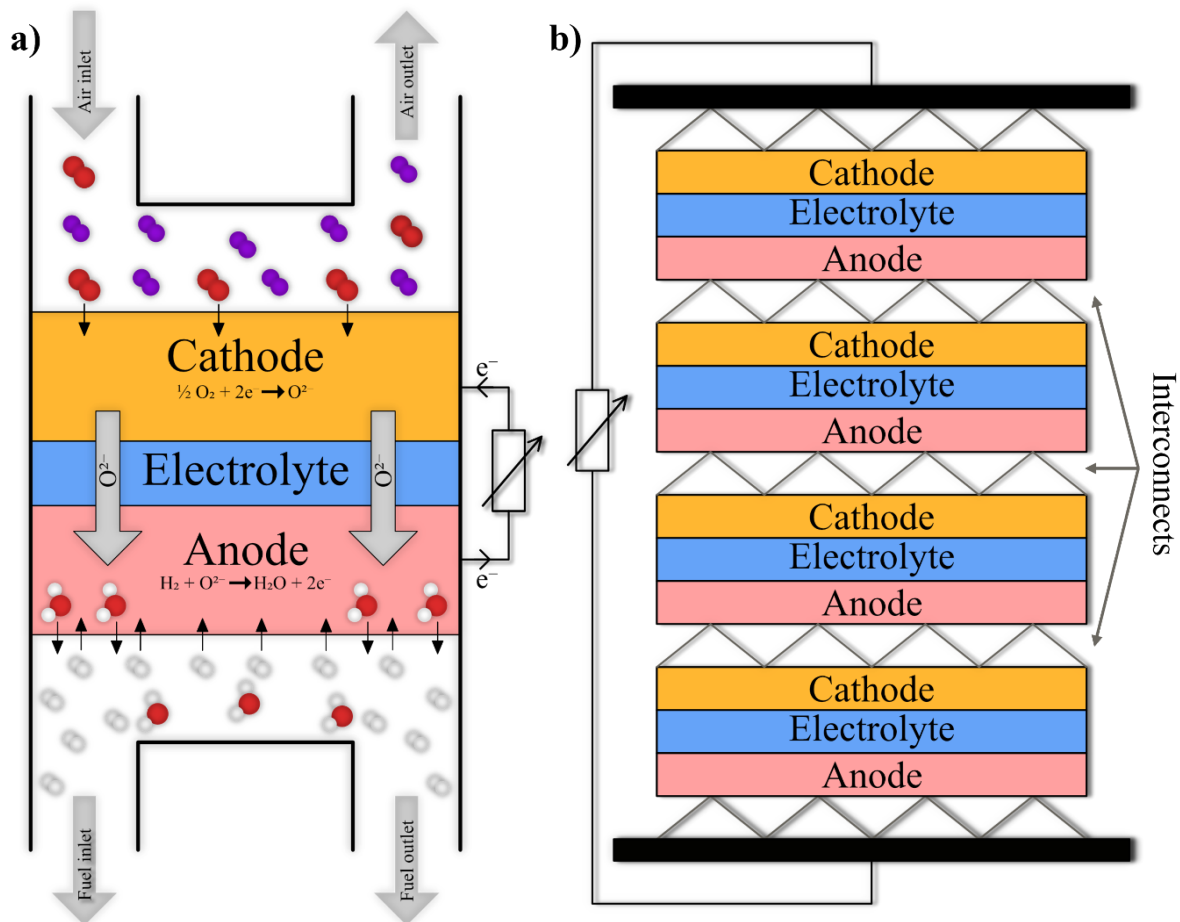 a)
Air inlet
Air outlet
Cathode
½ O₂ + 2e⁻ → O²⁻
e⁻
O²⁻
O²⁻
Electrolyte
Anode
H₂ + O²⁻ → H₂O + 2e⁻
e⁻
Fuel inlet
Fuel outlet
b)
Cathode
Electrolyte
Anode
Cathode
Electrolyte
Anode
Cathode
Electrolyte
Anode
Cathode
Electrolyte
Anode
Interconnects